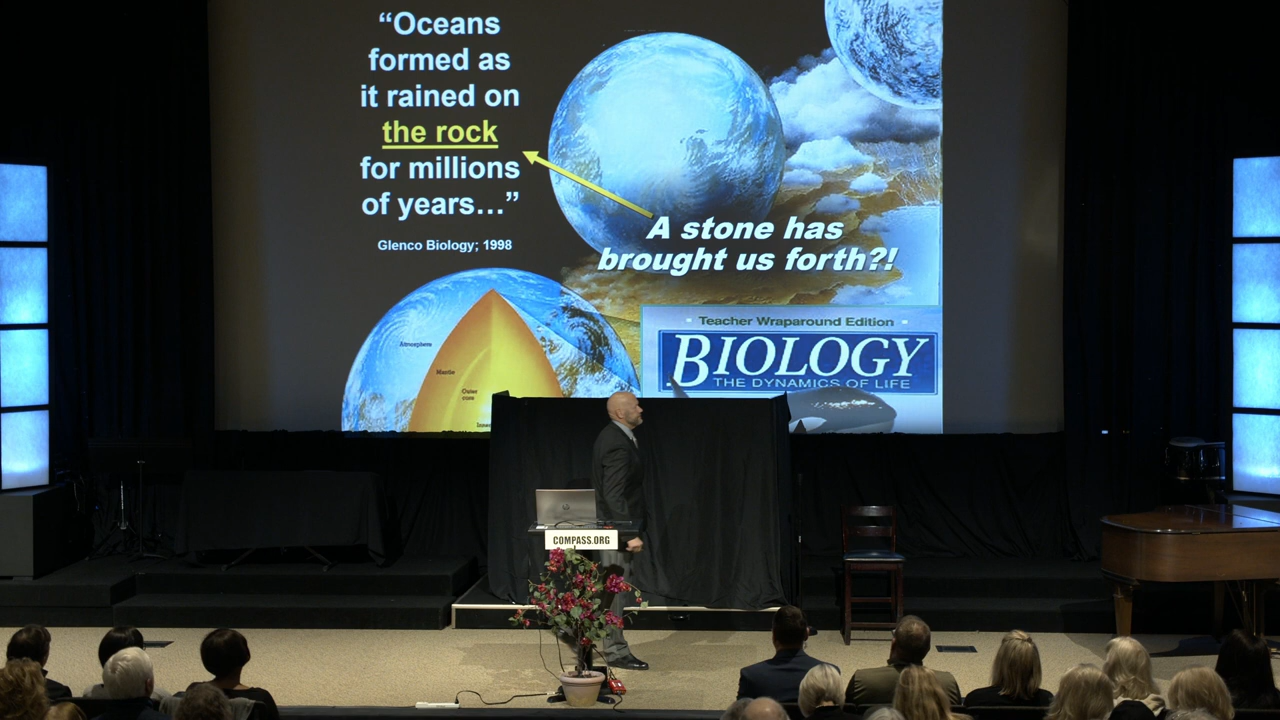 “Oceans
formed as
it rained on
the rock
for millions
of years…”
Glenco Biology; 1998
A stone has
brought us forth?!
Atmosphere
Mantle
Outer
core
Inner
Teacher Wraparound Edition
BIOLOGY
THE DYNAMICS OF LIFE
COMPASS.ORG